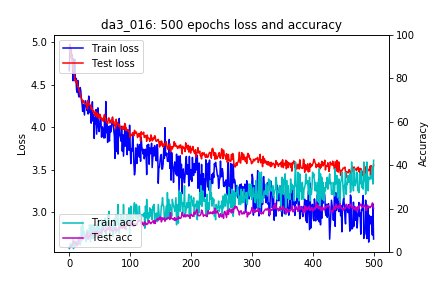 da3_016: 500 epochs loss and accuracy
Train loss
Test loss
Train acc
Test acc
Loss
5.0
4.5
4.0
3.5
3.0
Accuracy
100
80
60
40
20
0
0 100 200 300 400 500